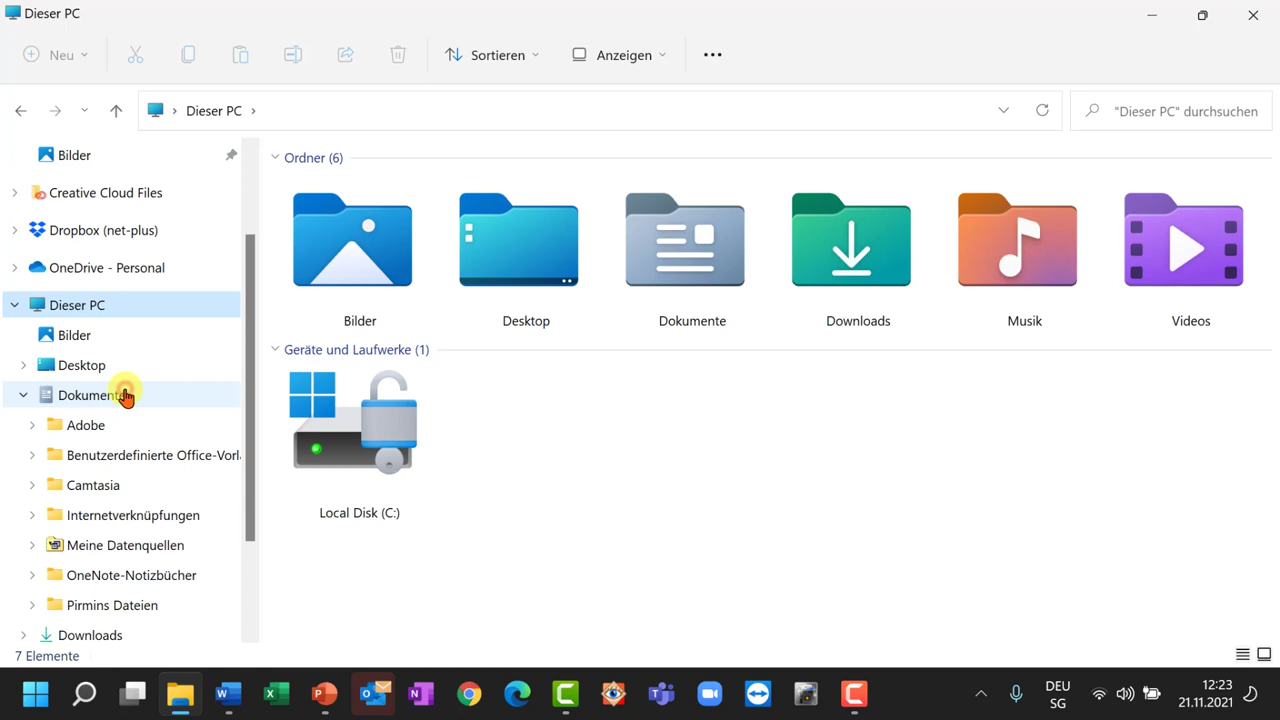 Dieser PC
Neu
Sortieren
Anzeigen
Dieser PC
"Dieser PC" durchsuchen
Bilder
Creative Cloud Files
Dropbox (net-plus)
OneDrive - Personal
Dieser PC
Bilder
Desktop
Dokumente
Adobe
Benutzerdefinierte Office-Vorl
Camtasia
Internetverknüpfungen
Meine Datenquellen
OneNote-Notizbücher
Pirmins Dateien
Downloads
Ordner (6)
Bilder
Desktop
Dokumente
Downloads
Musik
Videos
Geräte und Laufwerke (1)
Local Disk (C:)
7 Elemente
DEU
SG
12:23
21.11.2021